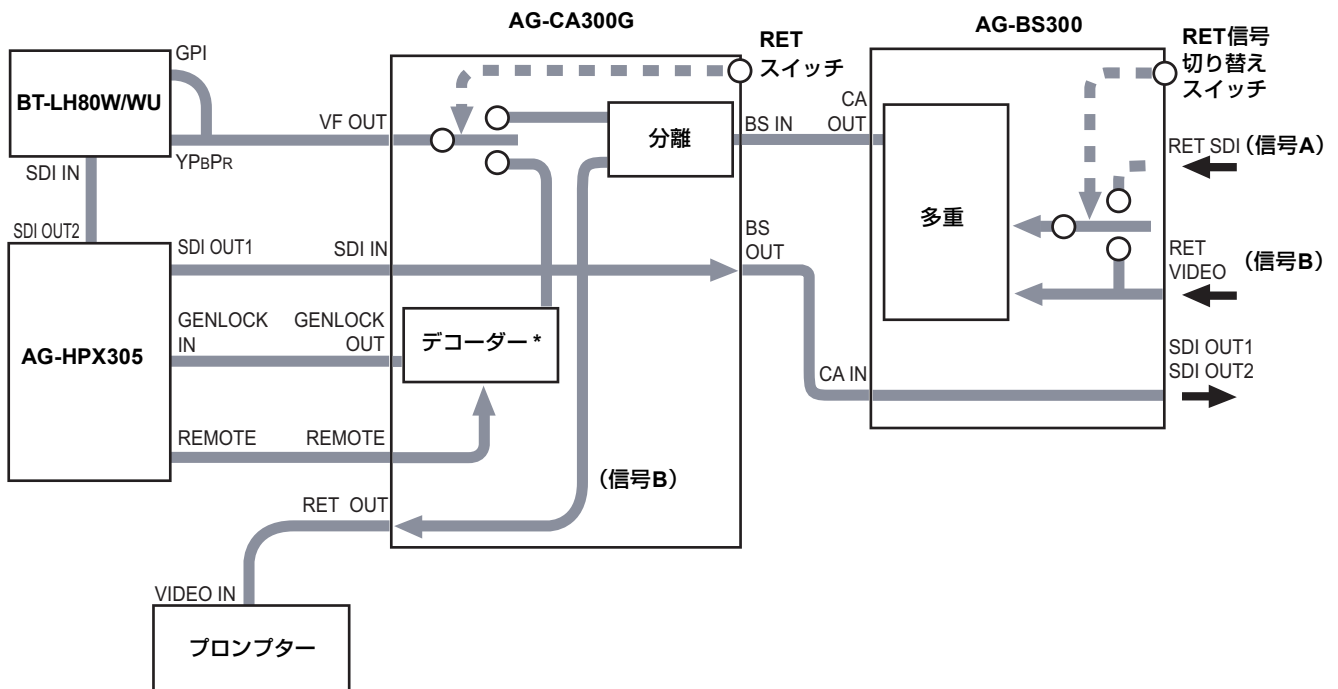 AG-CA300G
AG-BS300
GPI
RET
スイッチ
RET信号
切り替え
スイッチ
BT-LH80W/WU
VF OUT
YPBPR
分離
BS IN
CA
OUT
RET SDI (信号A)
SDI IN
多重
SDI OUT2
SDI OUT1
SDI IN
BS
OUT
RET
VIDEO
(信号B)
GENLOCK
IN
GENLOCK
OUT
デコーダー *
AG-HPX305
CA IN
SDI OUT1
SDI OUT2
REMOTE
REMOTE
(信号B)
RET OUT
VIDEO IN
プロンプター